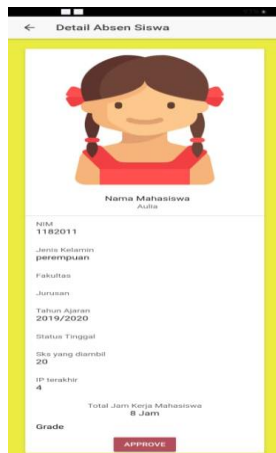 Detail Absen Siswa
Nama Mahasiswa
Aulia
NIM
1182011
Jenis Kelamin
perempuan
Fakultas
Jurusan
Tahun Ajaran
2019/2020
Status Tinggal
Sks yang diambil
20
IP terakhir
4
Total Jam Kerja Mahasiswa
8 Jam
Grade
APPROVE